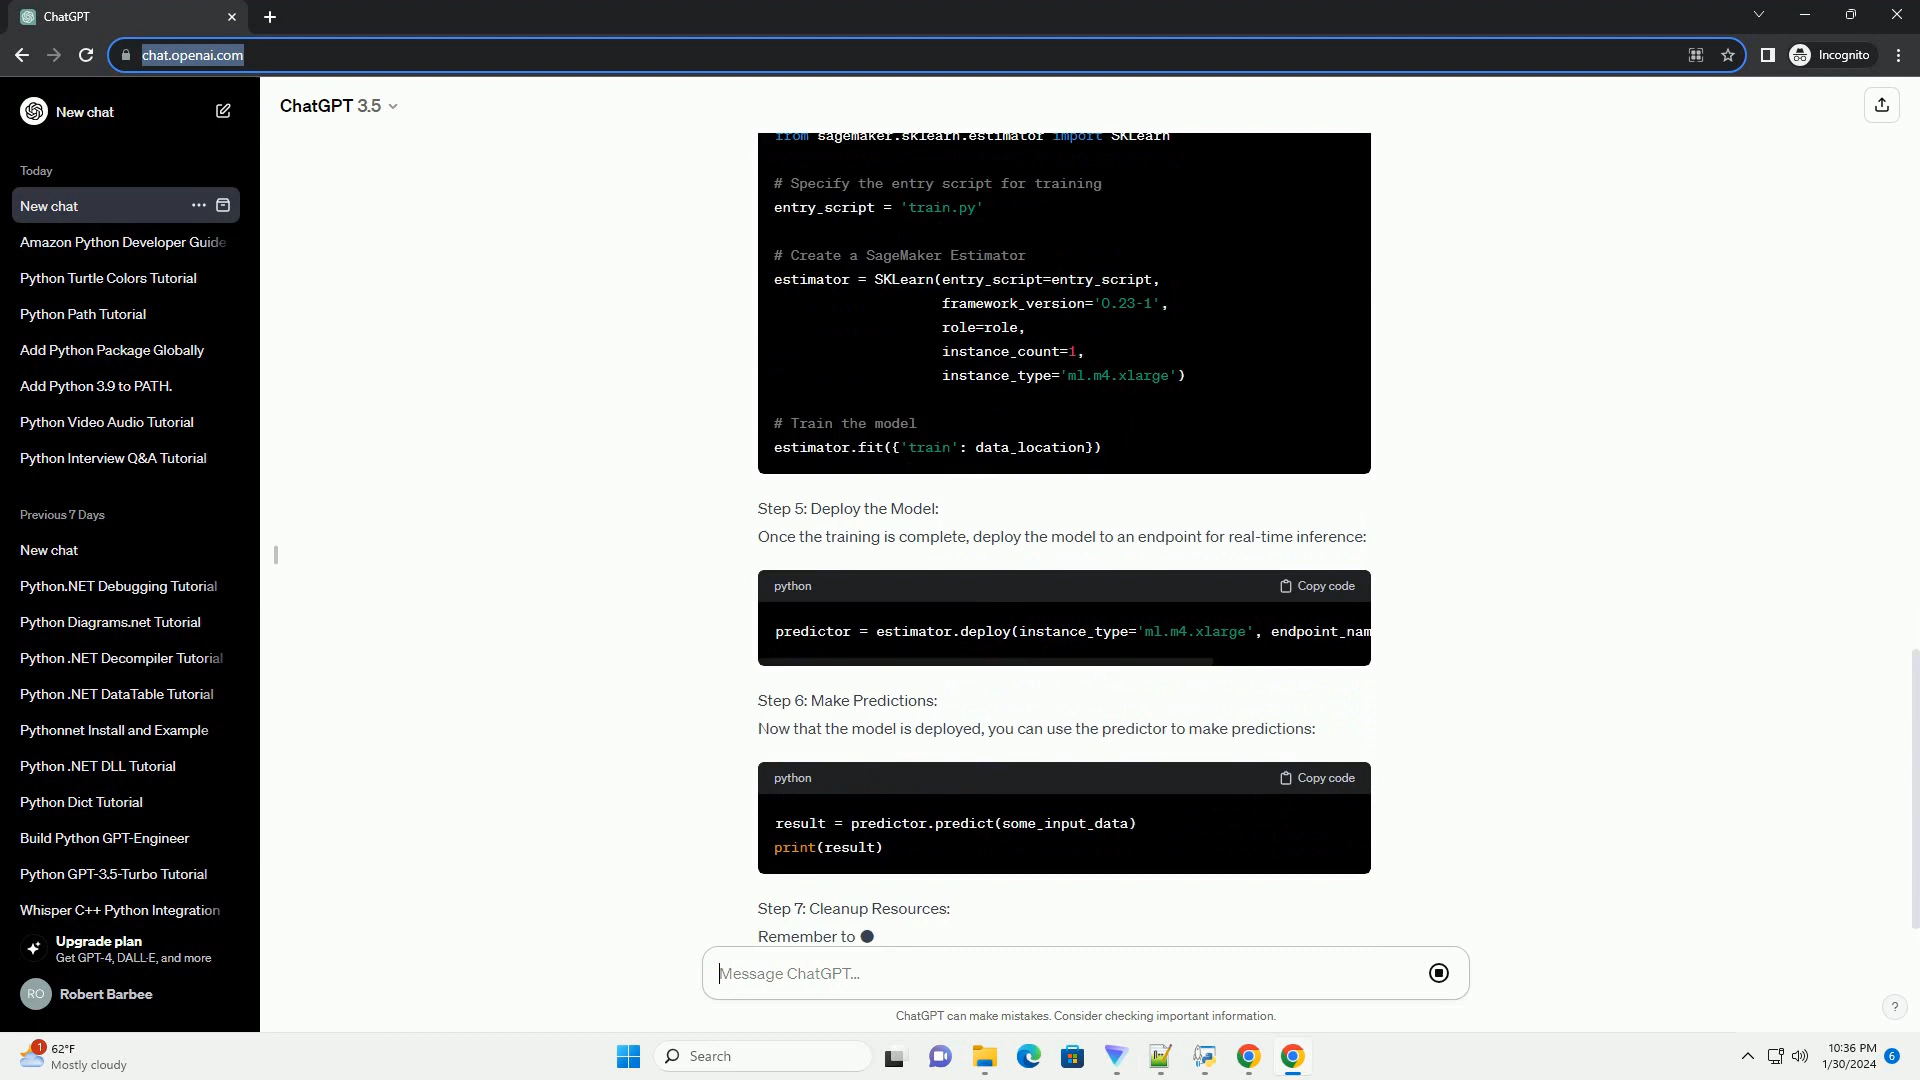 ChatGPT
chat.openai.com
Incognito
New chat
Today
New chat
Amazon Python Developer Guide
Python Turtle Colors Tutorial
Python Path Tutorial
Add Python Package Globally
Add Python 3.9 to PATH.
Python Video Audio Tutorial
Python Interview Q&A Tutorial
Previous 7 Days
New chat
Python.NET Debugging Tutorial
Python Diagrams.net Tutorial
Python .NET Decompiler Tutorial
Python .NET DataTable Tutorial
Pythonnet Install and Example
Python .NET DLL Tutorial
Python Dict Tutorial
Build Python GPT-Engineer
Python GPT-3.5-Turbo Tutorial
Whisper C++ Python Integration
Upgrade plan
Get GPT-4, DALL·E, and more
RO
Robert Barbee
ChatGPT 3.5
from sagemaker.sklearn.estimator import SKLearn
# Specify the entry script for training
entry_script = 'train.py'
# Create a SageMaker Estimator
estimator = SKLearn(entry_script=entry_script,
framework_version='0.23-1',
role=role,
instance_count=1,
instance_type='ml.m4.xlarge')
# Train the model
estimator.fit({'train': data_location})
Step 5: Deploy the Model:
Once the training is complete, deploy the model to an endpoint for real-time inference:
python
Copy code
predictor = estimator.deploy(instance_type='ml.m4.xlarge', endpoint_nam
Step 6: Make Predictions:
Now that the model is deployed, you can use the predictor to make predictions:
python
Copy code
result = predictor.predict(some_input_data)
print(result)
Step 7: Cleanup Resources:
Remember to
Message ChatGPT...
ChatGPT can make mistakes. Consider checking important information.
?
1
62°F
Mostly cloudy
Search
10:36 PM
1/30/2024
6